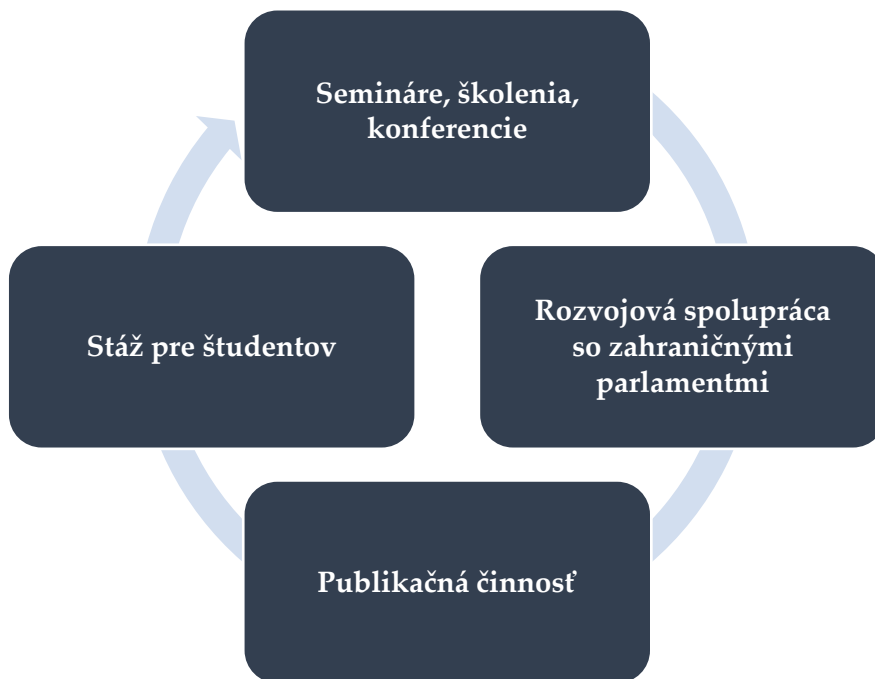 Semináre, školenia,
konferencie
Rozvojová spolupráca
so zahraničnými
parlamentmi
Publikačná činnosť
Stáž pre študentov